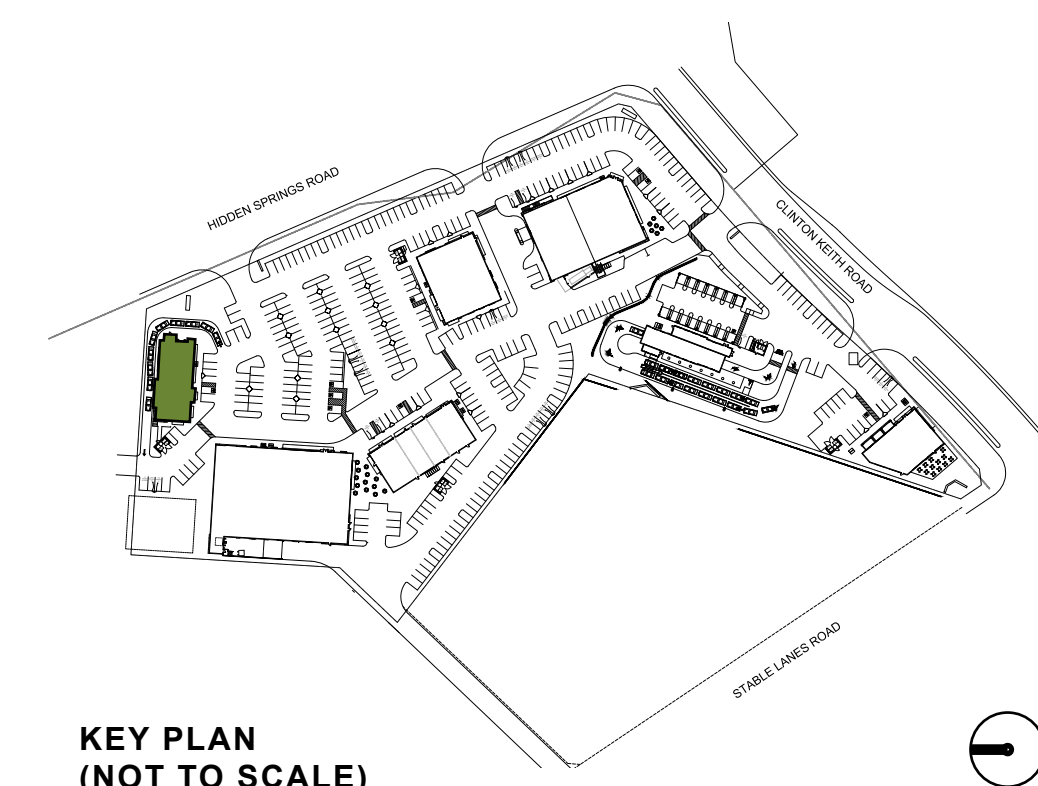 HIDDEN SPRINGS ROAD
CLINTON KEITH ROAD
STABLE LANES ROAD
KEY PLAN
(NOT TO SCALE)